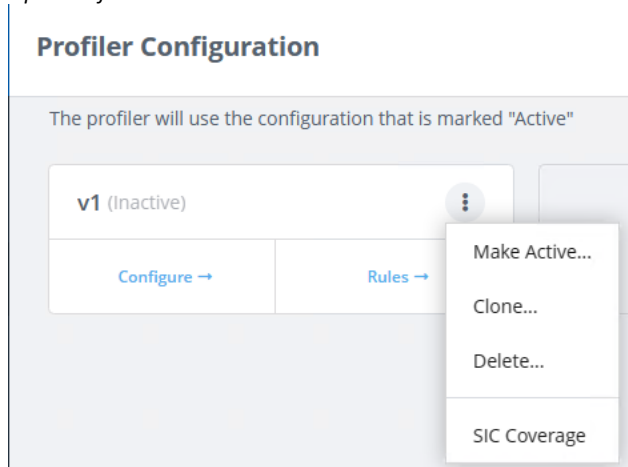 Profiler Configuration
The profiler will use the configuration that is marked "Active"
v1 (Inactive)
Configure →
Rules →
Make Active...
Clone...
Delete...
SIC Coverage